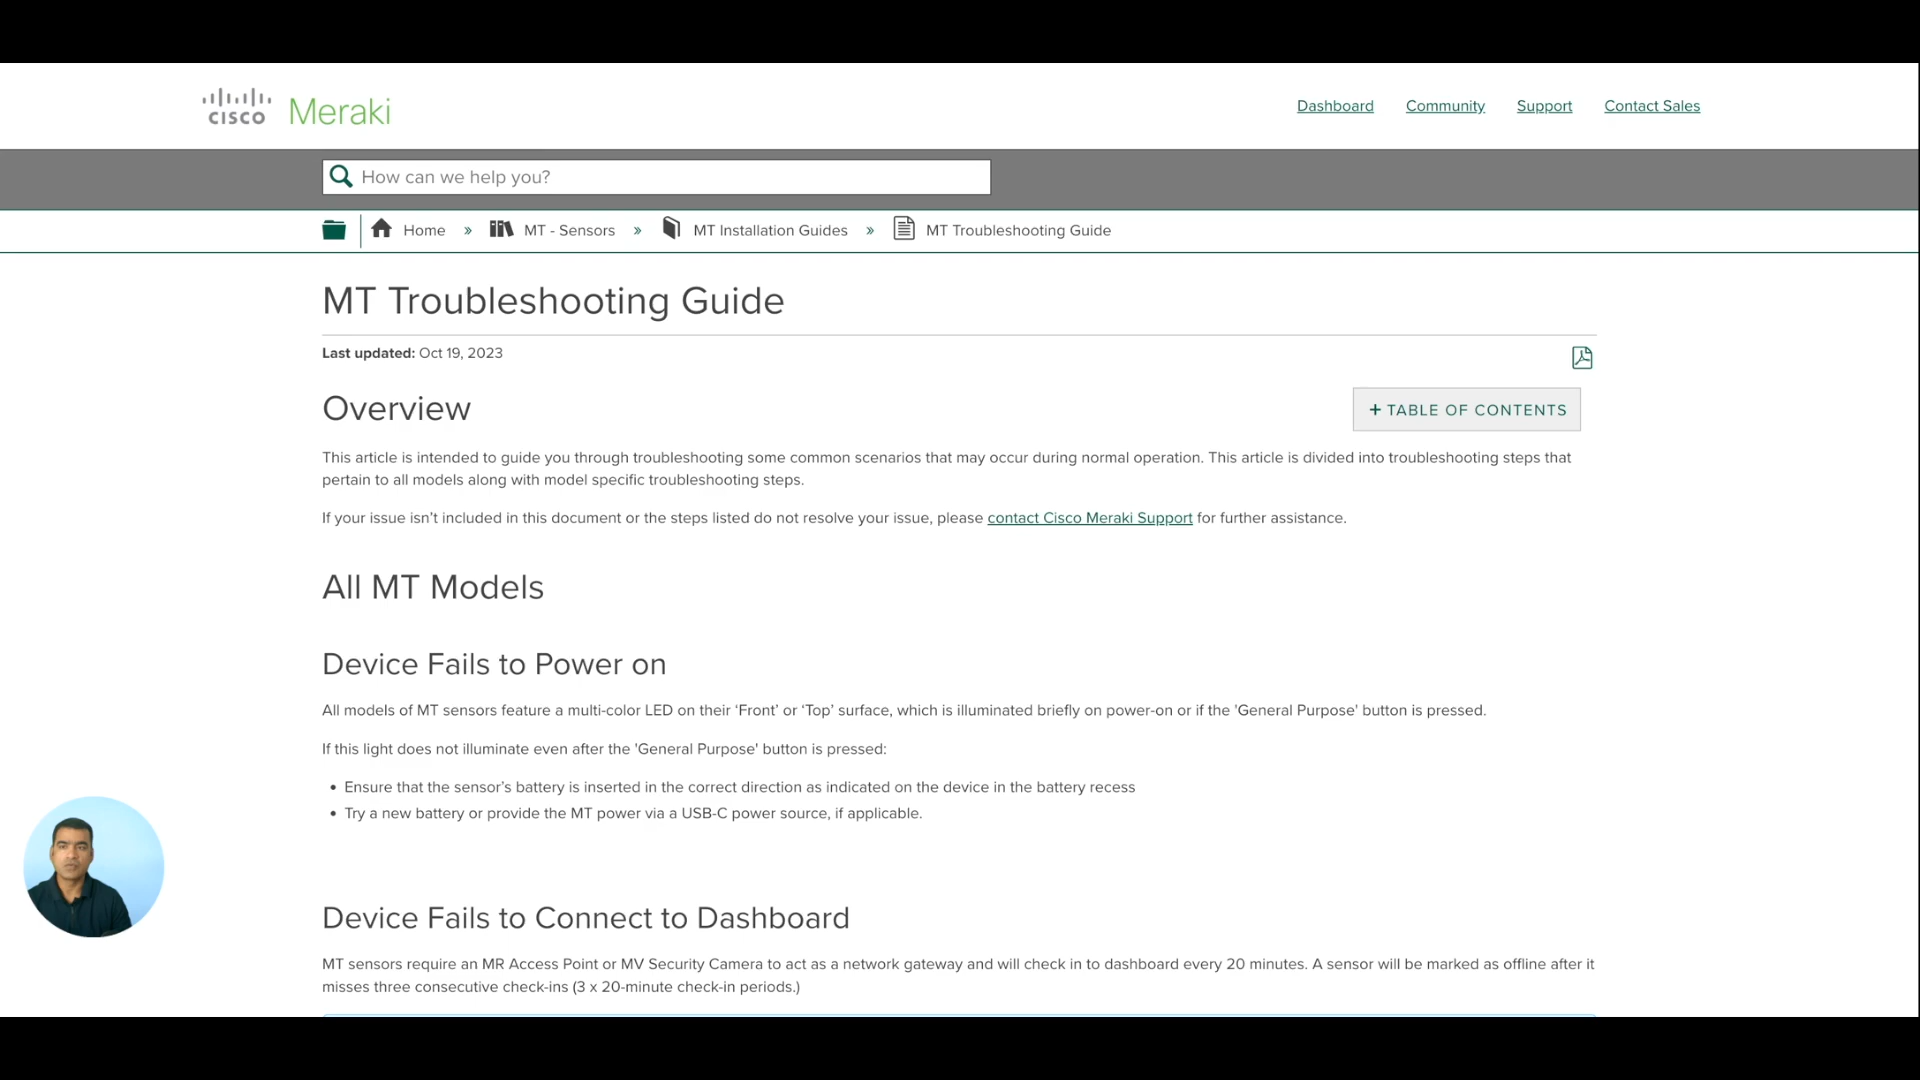 CISCO Meraki
Dashboard Community Support Contact Sales
How can we help you?
Home » MT - Sensors » MT Installation Guides » MT Troubleshooting Guide
MT Troubleshooting Guide
Last updated: Oct 19, 2023
Overview
+ TABLE OF CONTENTS
This article is intended to guide you through troubleshooting some common scenarios that may occur during normal operation. This article is divided into troubleshooting steps that
pertain to all models along with model specific troubleshooting steps.
If your issue isn’t included in this document or the steps listed do not resolve your issue, please contact Cisco Meraki Support for further assistance.
All MT Models
Device Fails to Power on
All models of MT sensors feature a multi-color LED on their ‘Front’ or ‘Top’ surface, which is illuminated briefly on power-on or if the 'General Purpose' button is pressed.
If this light does not illuminate even after the 'General Purpose' button is pressed:
• Ensure that the sensor’s battery is inserted in the correct direction as indicated on the device in the battery recess
• Try a new battery or provide the MT power via a USB-C power source, if applicable.
Device Fails to Connect to Dashboard
MT sensors require an MR Access Point or MV Security Camera to act as a network gateway and will check in to dashboard every 20 minutes. A sensor will be marked as offline after it
misses three consecutive check-ins (3 x 20-minute check-in periods.)